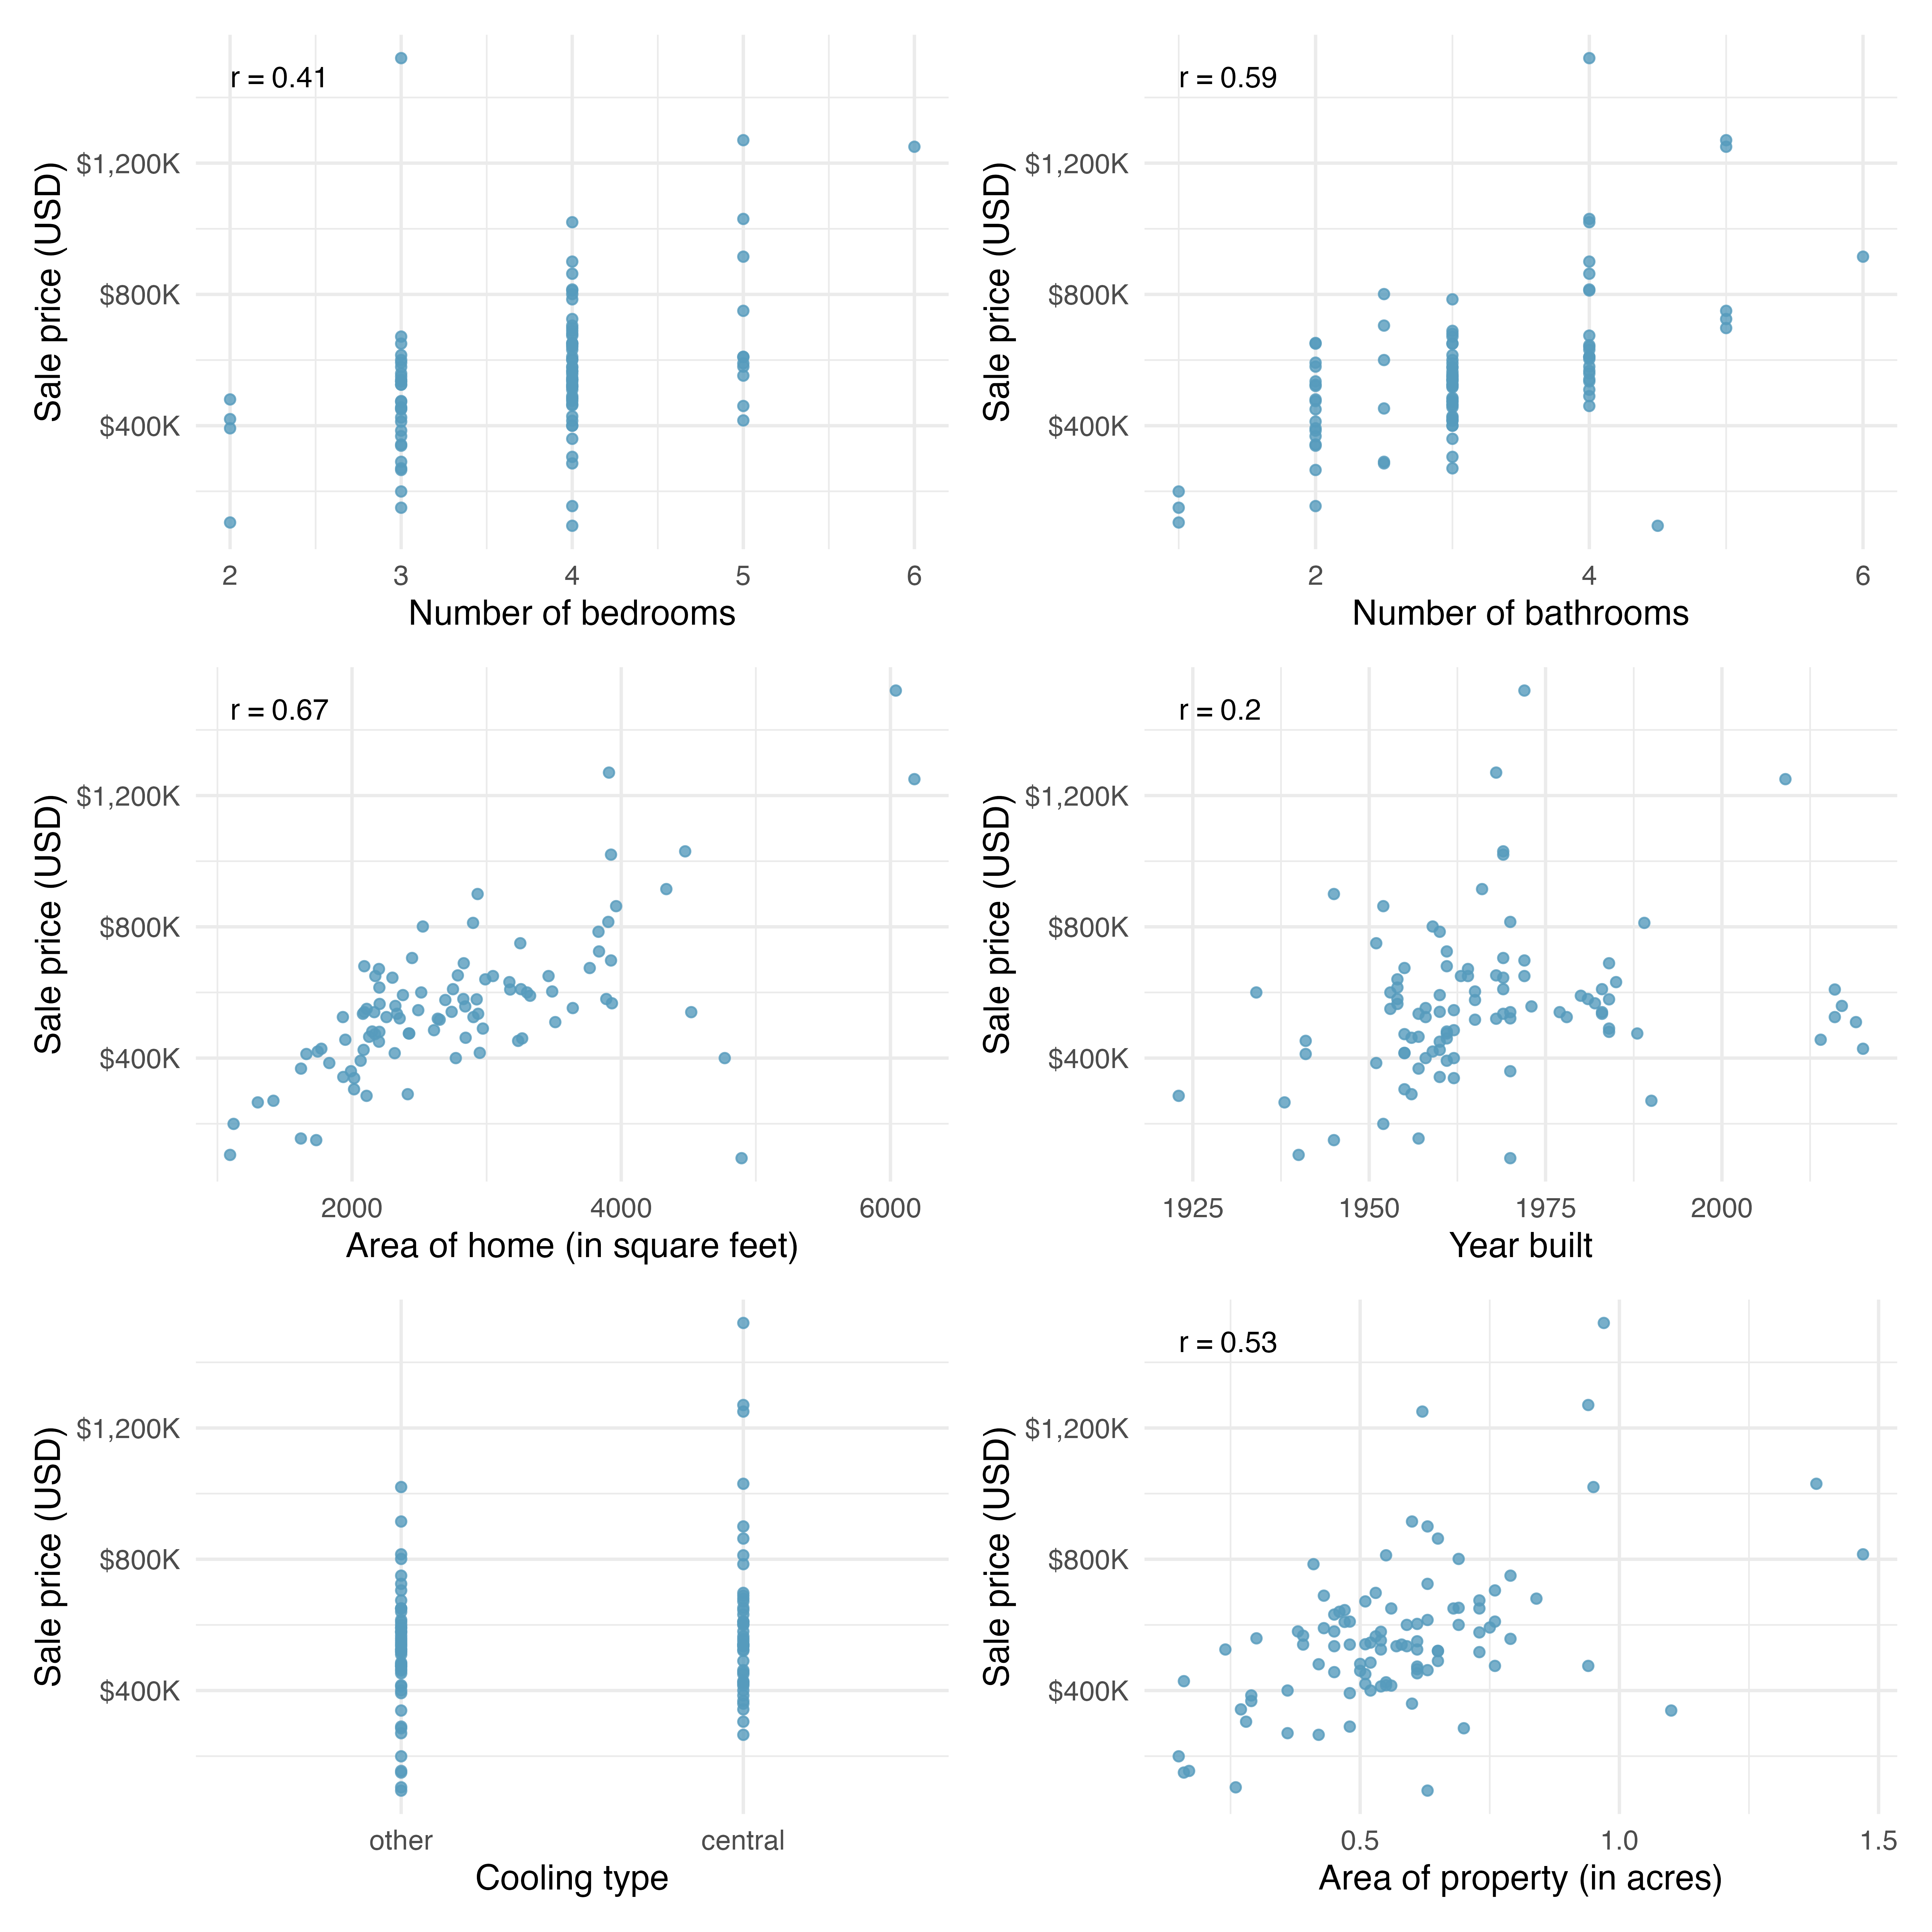 r = 0.41
Sale price (USD)
$1,200K
$800K
$400K
2 3 4 5 6
Number of bedrooms
r = 0.59
Sale price (USD)
$1,200K
$800K
$400K
2 4 6
Number of bathrooms
r = 0.67
Sale price (USD)
$1,200K
$800K
$400K
2000 4000 6000
Area of home (in square feet)
r = 0.2
Sale price (USD)
$1,200K
$800K
$400K
1925 1950 1975 2000
Year built
Sale price (USD)
$1,200K
$800K
$400K
other central
Cooling type
r = 0.53
Sale price (USD)
$1,200K
$800K
$400K
0.5 1.0 1.5
Area of property (in acres)